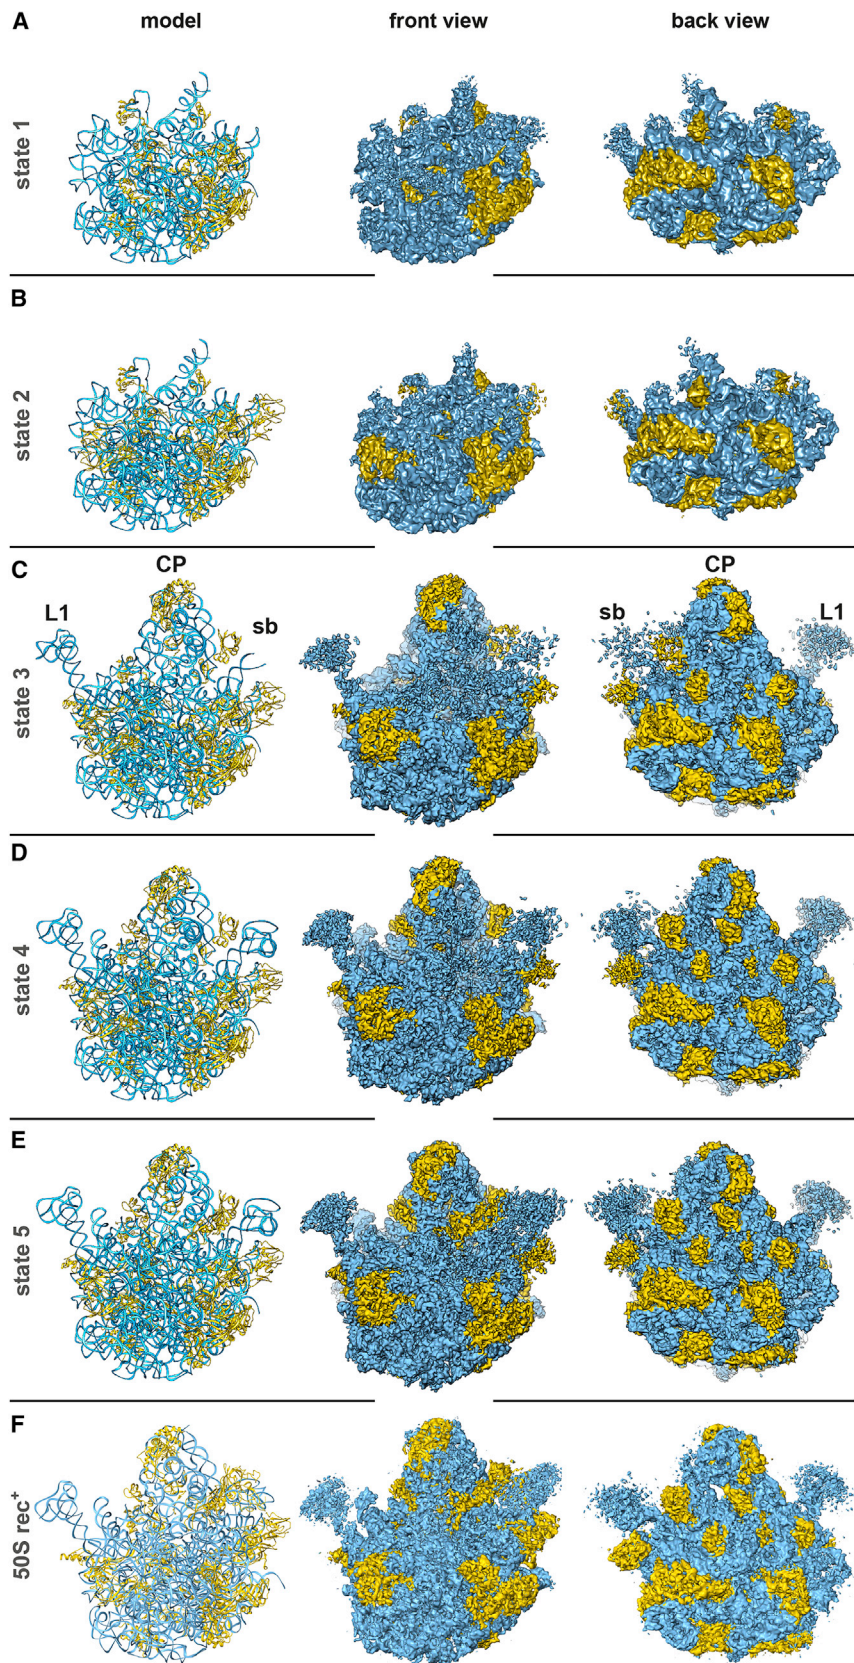 A model front view back view
state 1
B
state 2
C CP CP
L1 sb sb L1
state 3
D
state 4
E
state 5
F
50S rec⁺